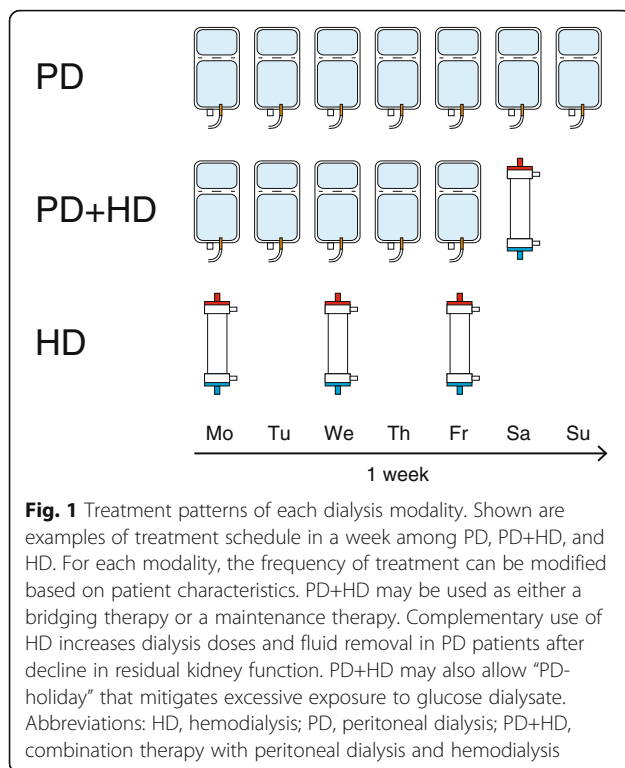 PD
PD+HD
HD
Mo Tu We Th Fr Sa Su
1 week
Fig. 1 Treatment patterns of each dialysis modality. Shown are
examples of treatment schedule in a week among PD, PD+HD, and
HD. For each modality, the frequency of treatment can be modified
based on patient characteristics. PD+HD may be used as either a
bridging therapy or a maintenance therapy. Complementary use of
HD increases dialysis doses and fluid removal in PD patients after
decline in residual kidney function. PD+HD may also allow “PD-
holiday” that mitigates excessive exposure to glucose dialysate.
Abbreviations: HD, hemodialysis; PD, peritoneal dialysis; PD+HD,
combination therapy with peritoneal dialysis and hemodialysis